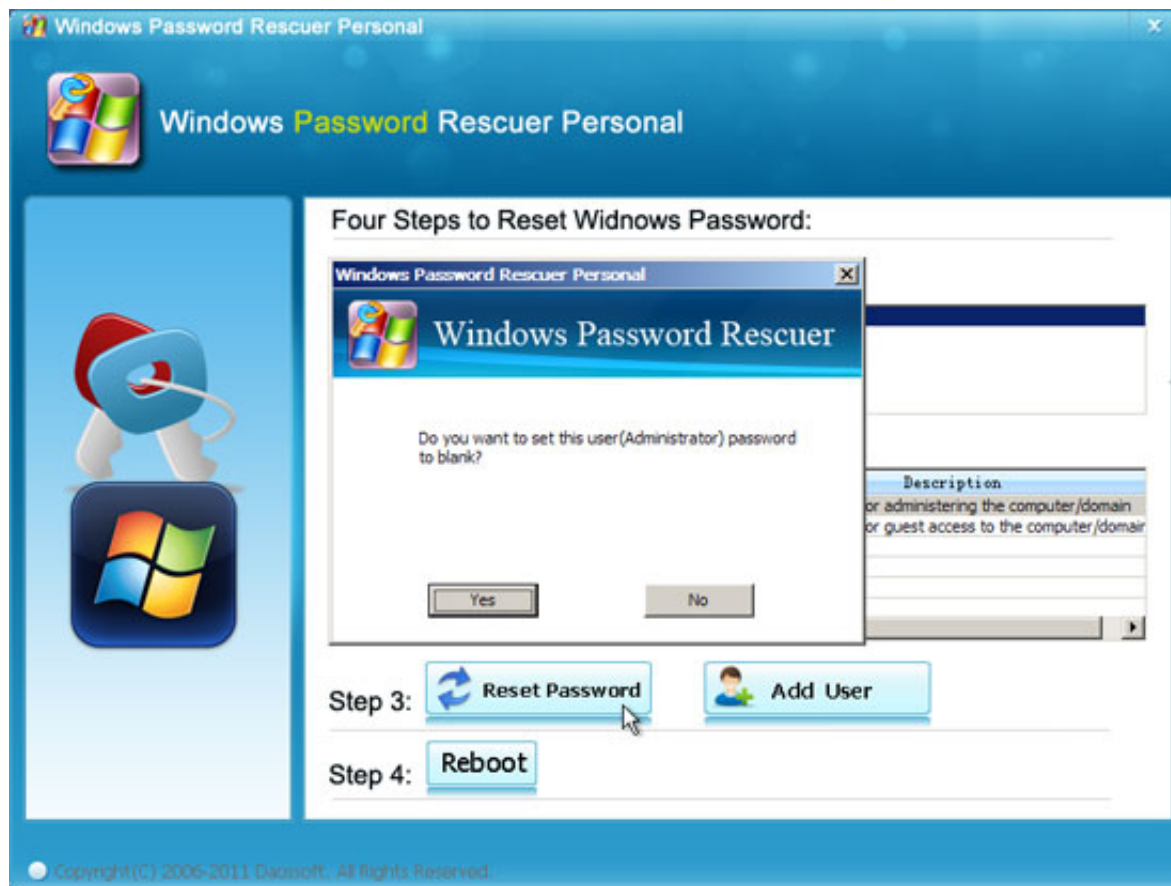 Windows Password Rescuer Personal
Windows Password Rescuer Personal
Four Steps to Reset Widnows Password:
Windows Password Rescuer Personal
Windows Password Rescuer
Do you want to set this user(Administrator) password
to blank?
Description
or administering the computer/domain
or guest access to the computer/domain
Yes No
Step 3: Reset Password Add User
Step 4: Reboot
Copyright(C) 2006-2011 Daossoft. All Rights Reserved.